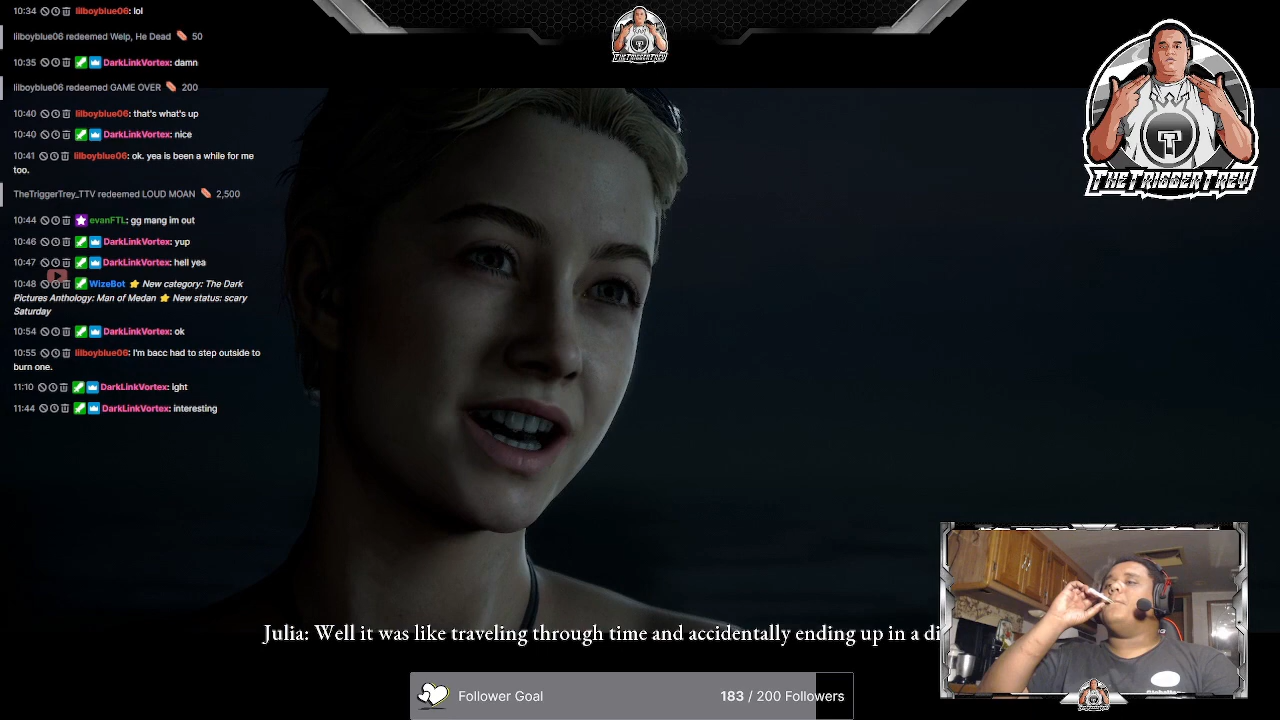 10:34 lilboyblue06: lol
lilboyblue06 redeemed Welp, He Dead 50
10:35 DarkLinkVortex: damn
lilboyblue06 redeemed GAME OVER 200
10:40 lilboyblue06: that's what's up
10:40 DarkLinkVortex: nice
10:41 lilboyblue06: ok. yea is been a while for me
too.
TheTriggerTrey_TTV redeemed LOUD MOAN 2,500
10:44 evanFTL: gg mang im out
10:46 DarkLinkVortex: yup
10:47 DarkLinkVortex: hell yea
10:48 WizeBot New category: The Dark
Pictures Anthology: Man of Medan New status: scary
Saturday
10:54 DarkLinkVortex: ok
10:55 lilboyblue06: I'm bacc had to step outside to
burn one.
11:10 DarkLinkVortex: ight
11:44 DarkLinkVortex: interesting
THETRIGGERTREY
T
THETRIGGERTREY
Julia: Well it was like traveling through time and accidentally ending up in a di
Follower Goal 183 / 200 Followers